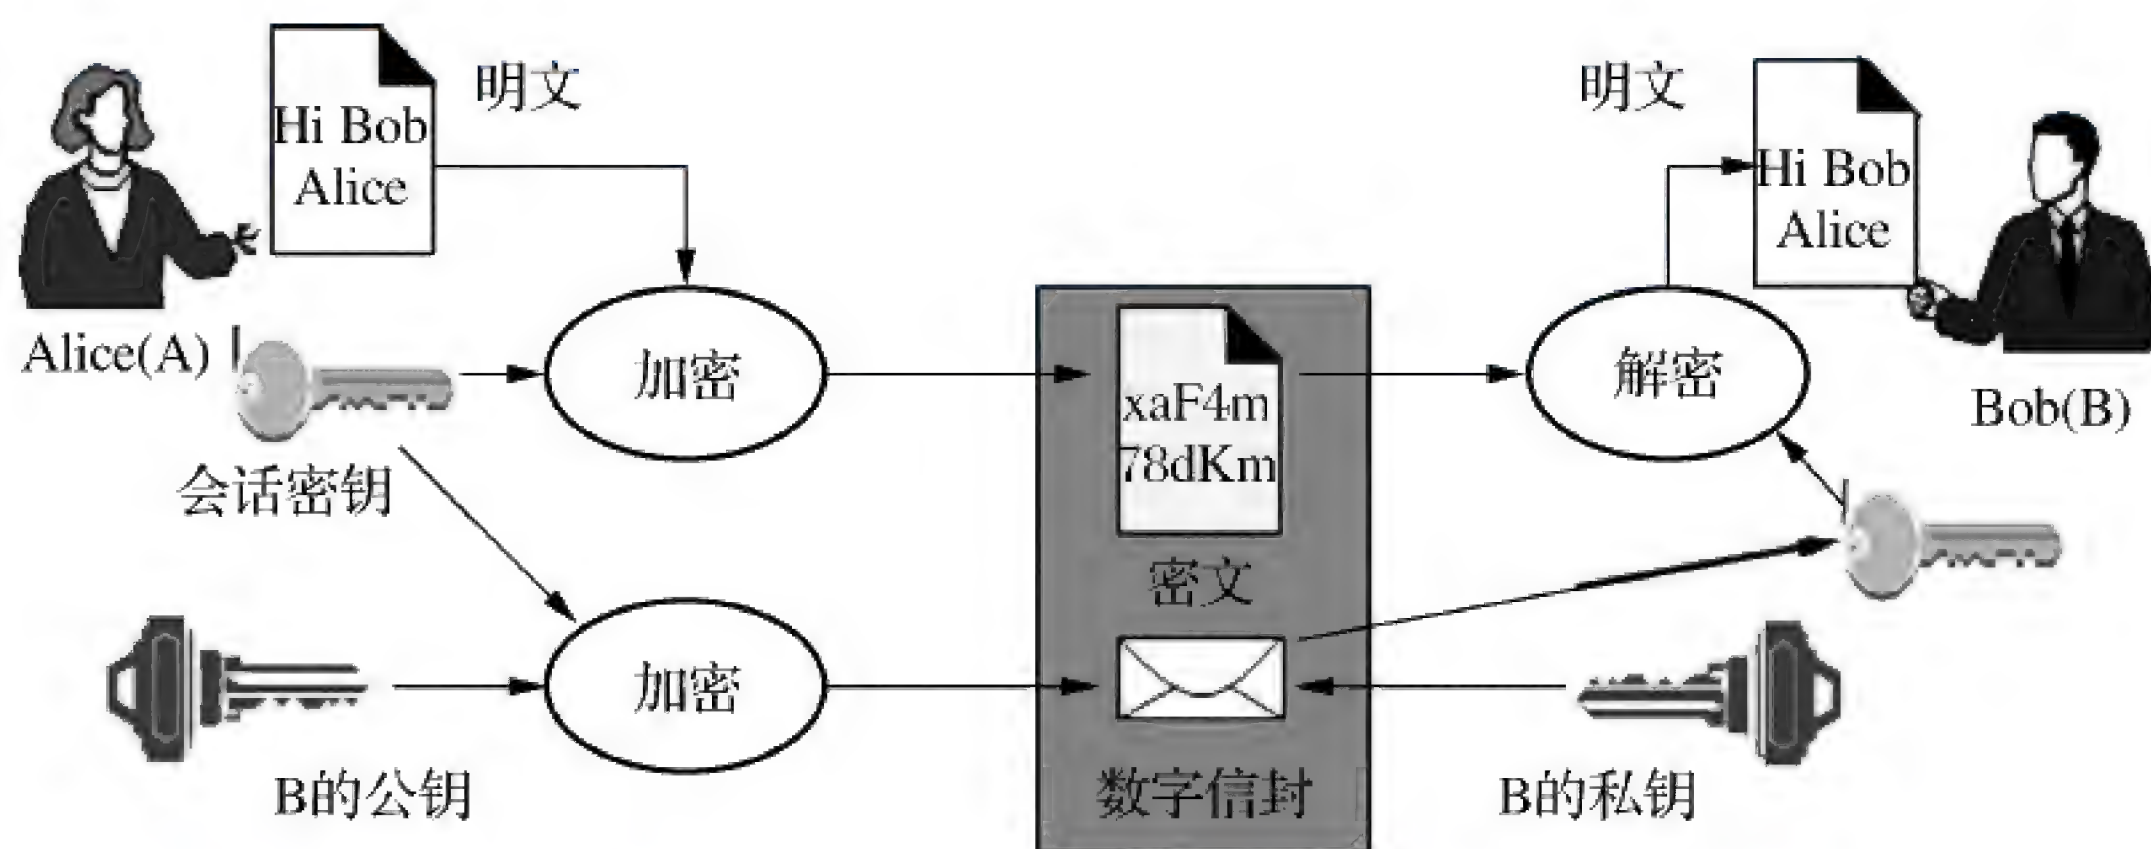 明文
Hi Bob
Alice
Alice(A)
会话密钥
加密
B的公钥
加密
xaF4m
78dKm
密文
数字信封
明文
Hi Bob
Alice
解密
Bob(B)
B的私钥